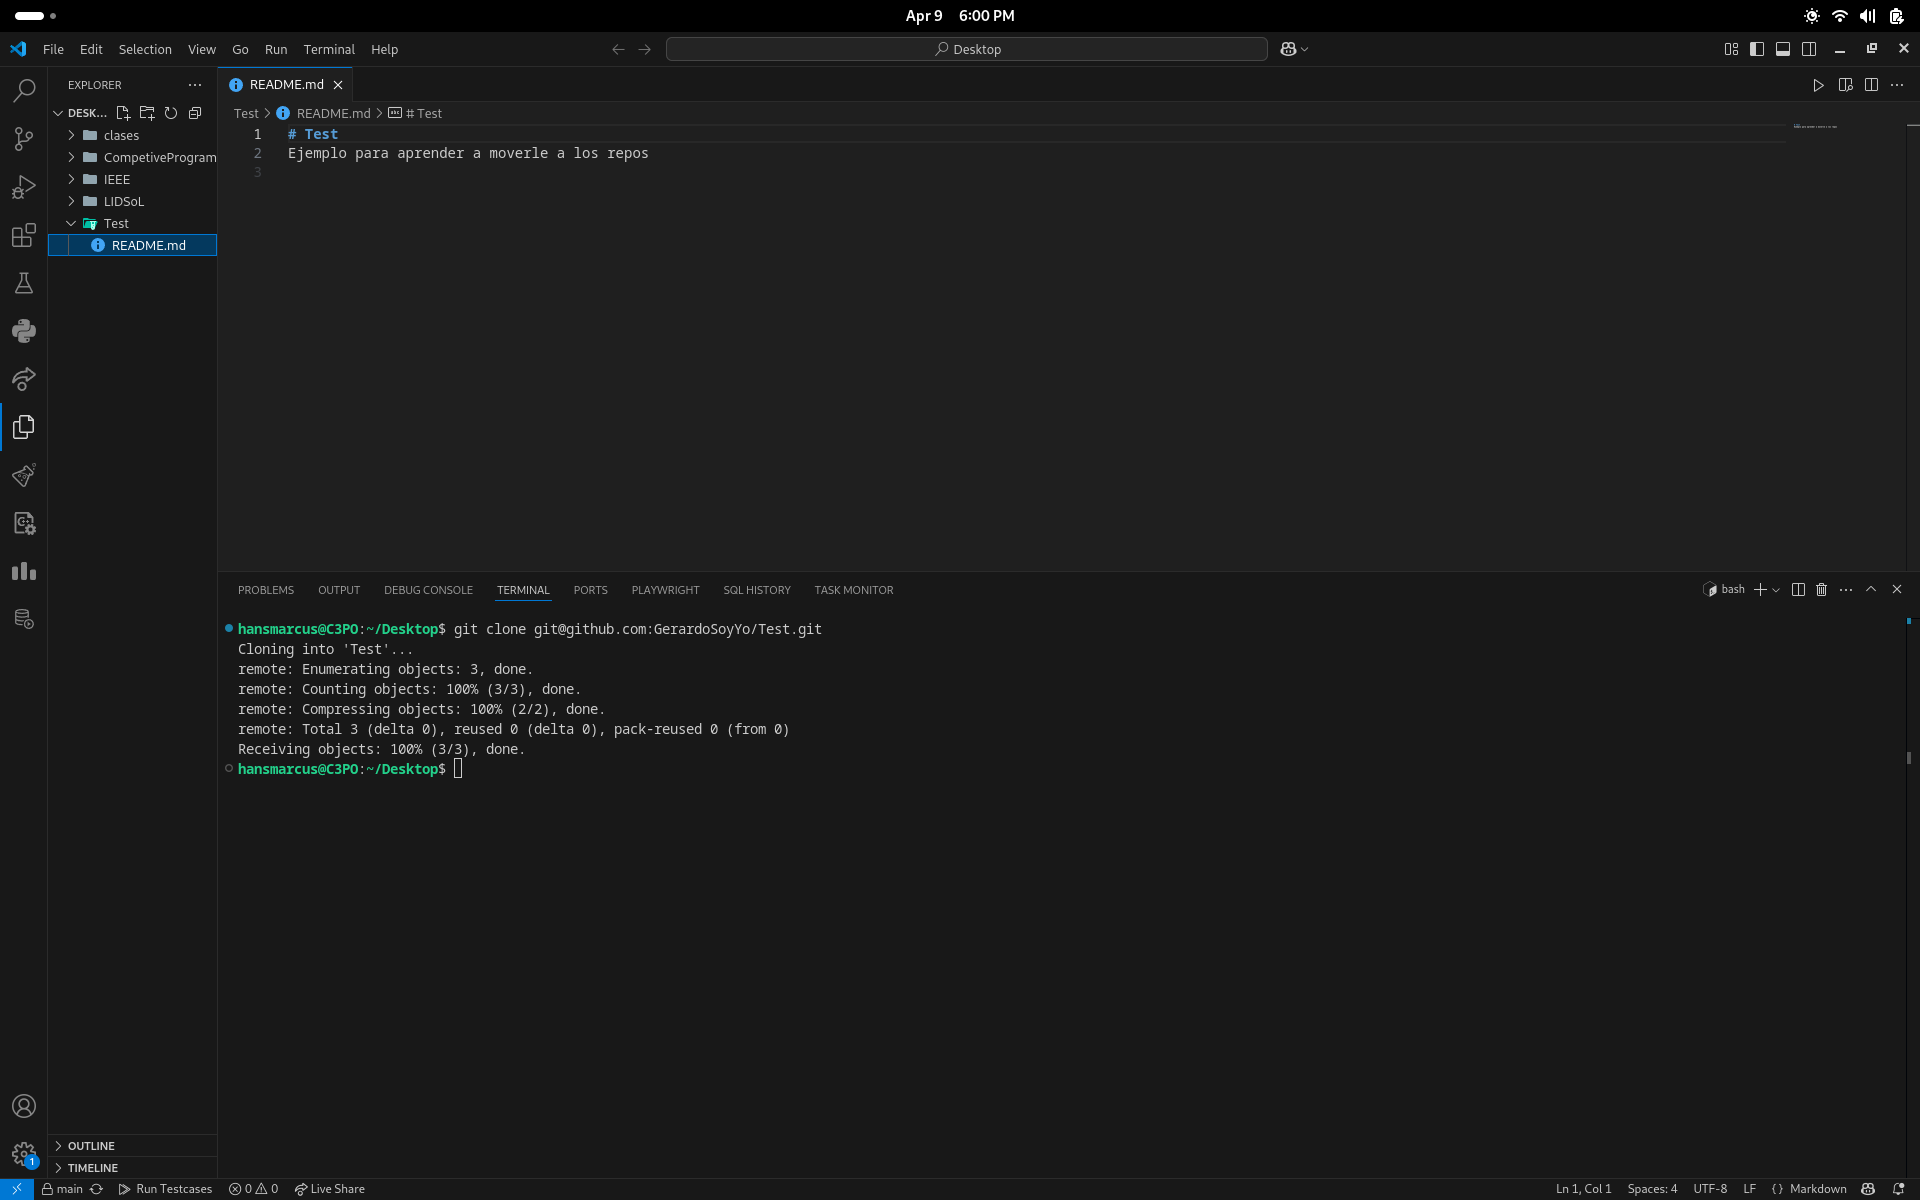 Apr 9 6:00 PM
File Edit Selection View Go Run Terminal Help
Desktop
EXPLORER
README.md
DESK...
Test > README.md > # Test
clases
CompetiveProgram
IEEE
LIDSoL
Test
README.md
1 # Test
2 Ejemplo para aprender a moverle a los repos
3
PROBLEMS OUTPUT DEBUG CONSOLE TERMINAL PORTS PLAYWRIGHT SQL HISTORY TASK MONITOR
bash
hansmarcus@C3PO:~/Desktop$ git clone git@github.com:GerardoSoyYo/Test.git
Cloning into 'Test'...
remote: Enumerating objects: 3, done.
remote: Counting objects: 100% (3/3), done.
remote: Compressing objects: 100% (2/2), done.
remote: Total 3 (delta 0), reused 0 (delta 0), pack-reused 0 (from 0)
Receiving objects: 100% (3/3), done.
hansmarcus@C3PO:~/Desktop$
OUTLINE
1
TIMELINE
main Run Testcases 0 0 Live Share
Ln 1, Col 1 Spaces: 4 UTF-8 LF {} Markdown